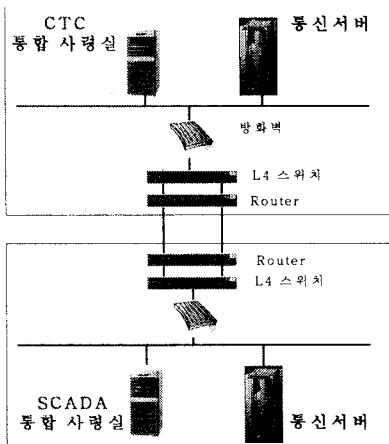 CTC
통합 사령실
통신서버
방화벽
L4 스위치
Router
Router
L4 스위치
SCADA
통합 사령실
통신서버